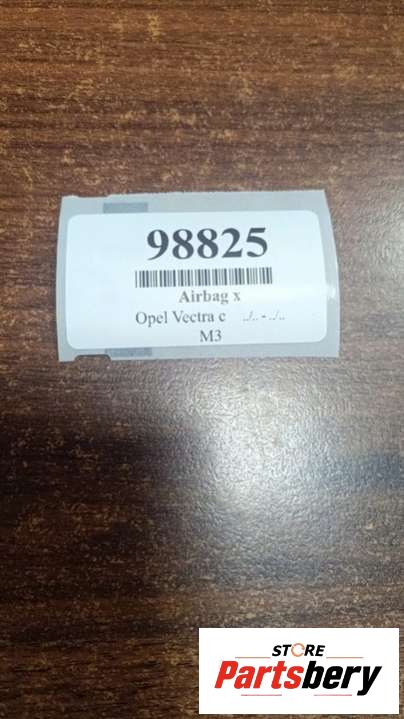 98825
Airbag x
Opel Vectra c ../.. - ../..
M3
STORE
Partsbery